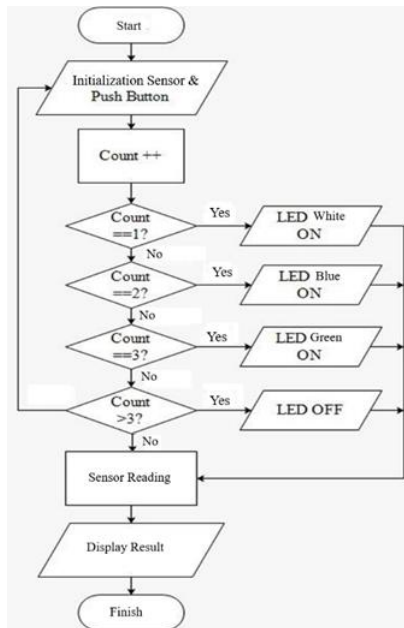 Start
Initialization Sensor &
Push Button
Count ++
Count
==1?
Yes
LED White
ON
No
Count
==2?
Yes
LED Blue
ON
No
Count
==3?
Yes
LED Green
ON
No
Count
>3?
Yes
LED OFF
No
Sensor Reading
Display Result
Finish